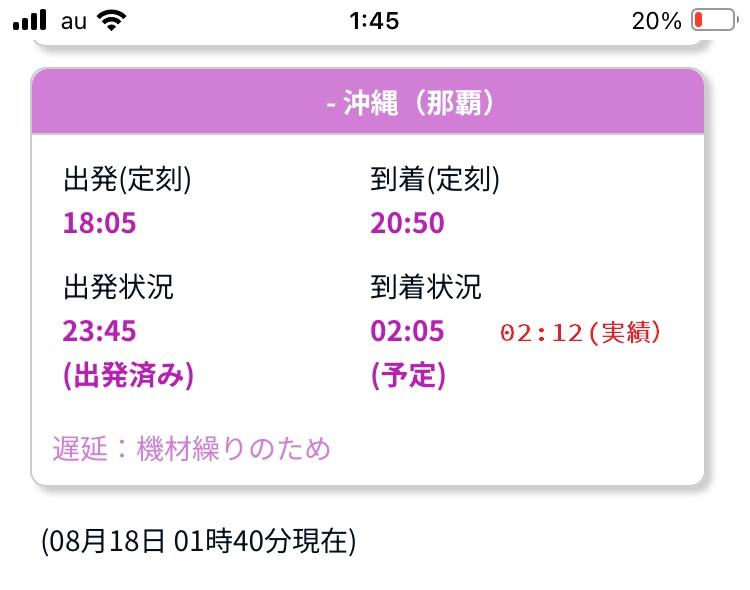 au 1:45 20%
- 沖縄（那覇）
出発(定刻) 到着(定刻)
18:05 20:50
出発状況 到着状況
23:45 02:05 02:12(実績)
(出発済み) (予定)
遅延：機材繰りのため
(08月18日 01時40分現在)